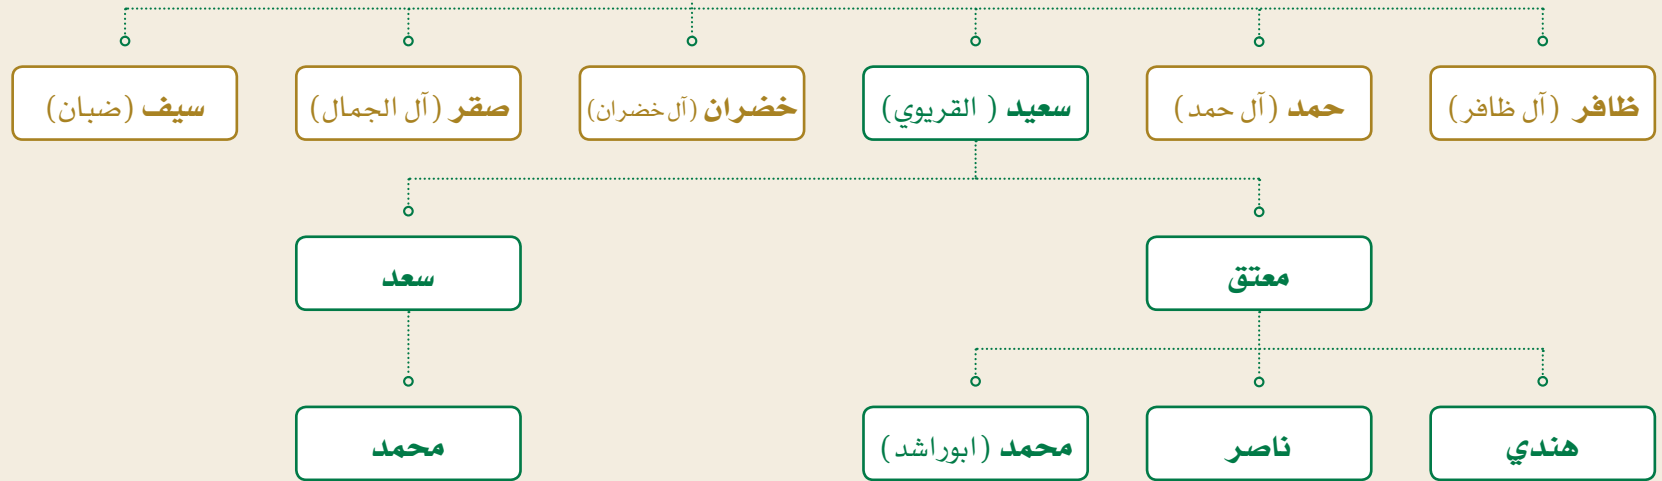 ظافر (آل ظافر)
حمد (آل حمد)
سعيد ( القريوي)
خضران (آل خضران)
صقر (آل الجمال)
سيف (ضبان)
معتق
سعد
هندي
ناصر
محمد (ابوراشد)
محمد